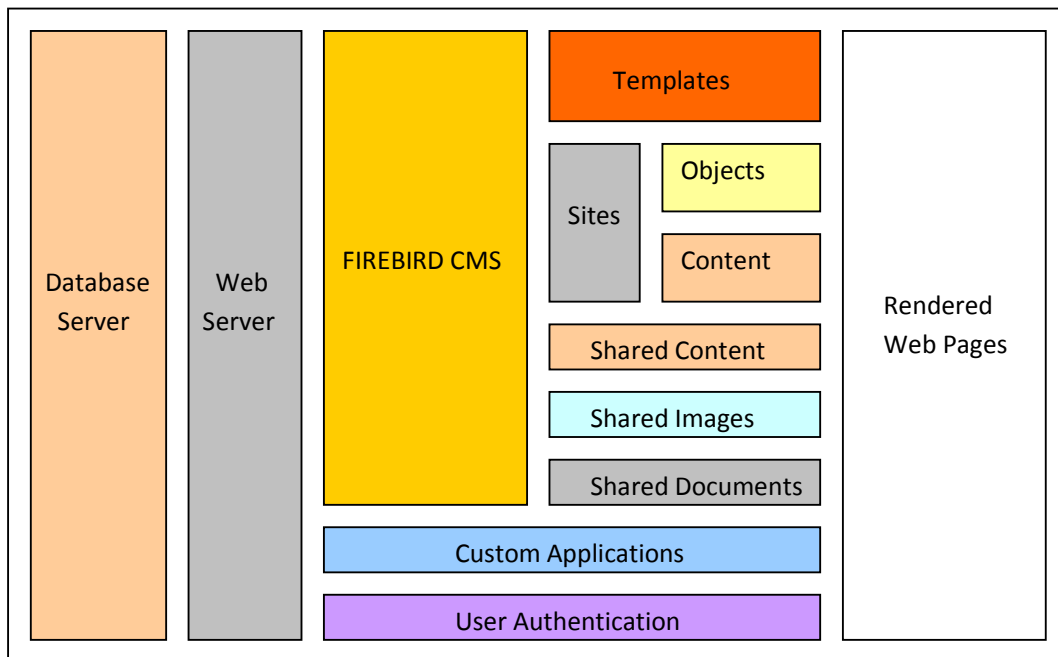 Database
Server
Web
Server
FIREBIRD CMS
Templates
Sites
Objects
Content
Shared Content
Shared Images
Shared Documents
Custom Applications
User Authentication
Rendered
Web Pages